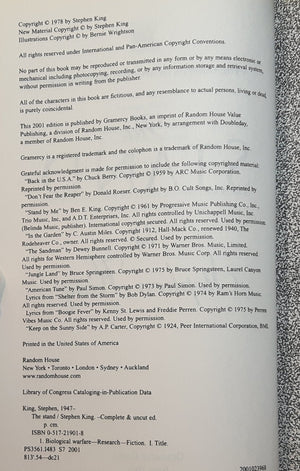 Copyright © 1978 by Stephen King
New Material Copyright © by Stephen King
Illustrations Copyright © by Bernie Wrightson
All rights reserved under International and Pan-American Copyright Conventions.
No part of this book may be reproduced or transmitted in any form or by any means electronic or
mechanical including photocopying, recording, or by any information storage and retrieval system,
without permission in writing from the publisher.
All of the characters in this book are fictitious, and any resemblance to actual persons, living or dead,
is purely coincidental.
This 2001 edition is published by Gramercy Books, an imprint of Random House Value
Publishing, a division of Random House, Inc., New York, by arrangement with Doubleday,
a member of Random House, Inc.
Gramercy is a registered trademark and the colophon is a trademark of Random House, Inc.
Grateful acknowledgment is made for permission to include the following copyrighted material:
"Back in the U.S.A." by Chuck Berry. Copyright © 1959 by ARC Music Corporation.
Reprinted by permission.
"Don't Fear the Reaper" by Donald Roeser. Copyright © by B.O. Cult Songs, Inc. Reprinted by
permission.
"Stand by Me" by Ben E. King. Copyright © 1961 by Progressive Music Publishing Co., Inc.,
Trio Music, Inc, and A.D.T. Enterprises, Inc. All rights controlled by Unichappell Music, Inc.
(Belinda Music, publisher). International copyright secured. All rights reserved. Used by permission.
"In the Garden" by C. Austin Miles. Copyright 1912, Hall-Mack Co., renewed 1940, The
Rodeheaver Co., owner. All rights reserved. © Secured. Used by permission.
"The Sandman" by Dewey Bunnell. Copyright © 1971 by Warner Bros. Music, Limited.
All rights for Western Hemisphere controlled by Warner Bros. Music Corp. All rights reserved.
Used by permission.
"Jungle Land" by Bruce Springsteen. Copyright © 1975 by Bruce Springsteen, Laurel Canyon
Music. Used by permission.
"American Tune" by Paul Simon. Copyright © 1973 by Paul Simon. Used by permission.
Lyrics from "Shelter from the Storm" by Bob Dylan. Copyright © 1974 by Ram's Horn Music.
All rights reserved. Used by permission.
Lyrics from "Boogie Fever" by Kenny St. Lewis and Freddie Perren. Copyright © 1975 by Perren
Vibes Music Co. All rights reserved. Used by permission.
"Keep on the Sunny Side" by A.P. Carter, Copyright © 1924, Peer International Corporation, BMI.
Printed in the United States of America
Random House
New York • Toronto • London • Sydney • Auckland
www.randomhouse.com
Library of Congress Cataloging-in-Publication Data
King, Stephen, 1947–
The stand / Stephen King. –Complete & uncut ed.
p. cm.
ISBN 0-517-21901-8
1. Biological warfare—Research—Fiction. I. Title.
PS3561.I483 S7 2001
813'.54—dc21
2001023968